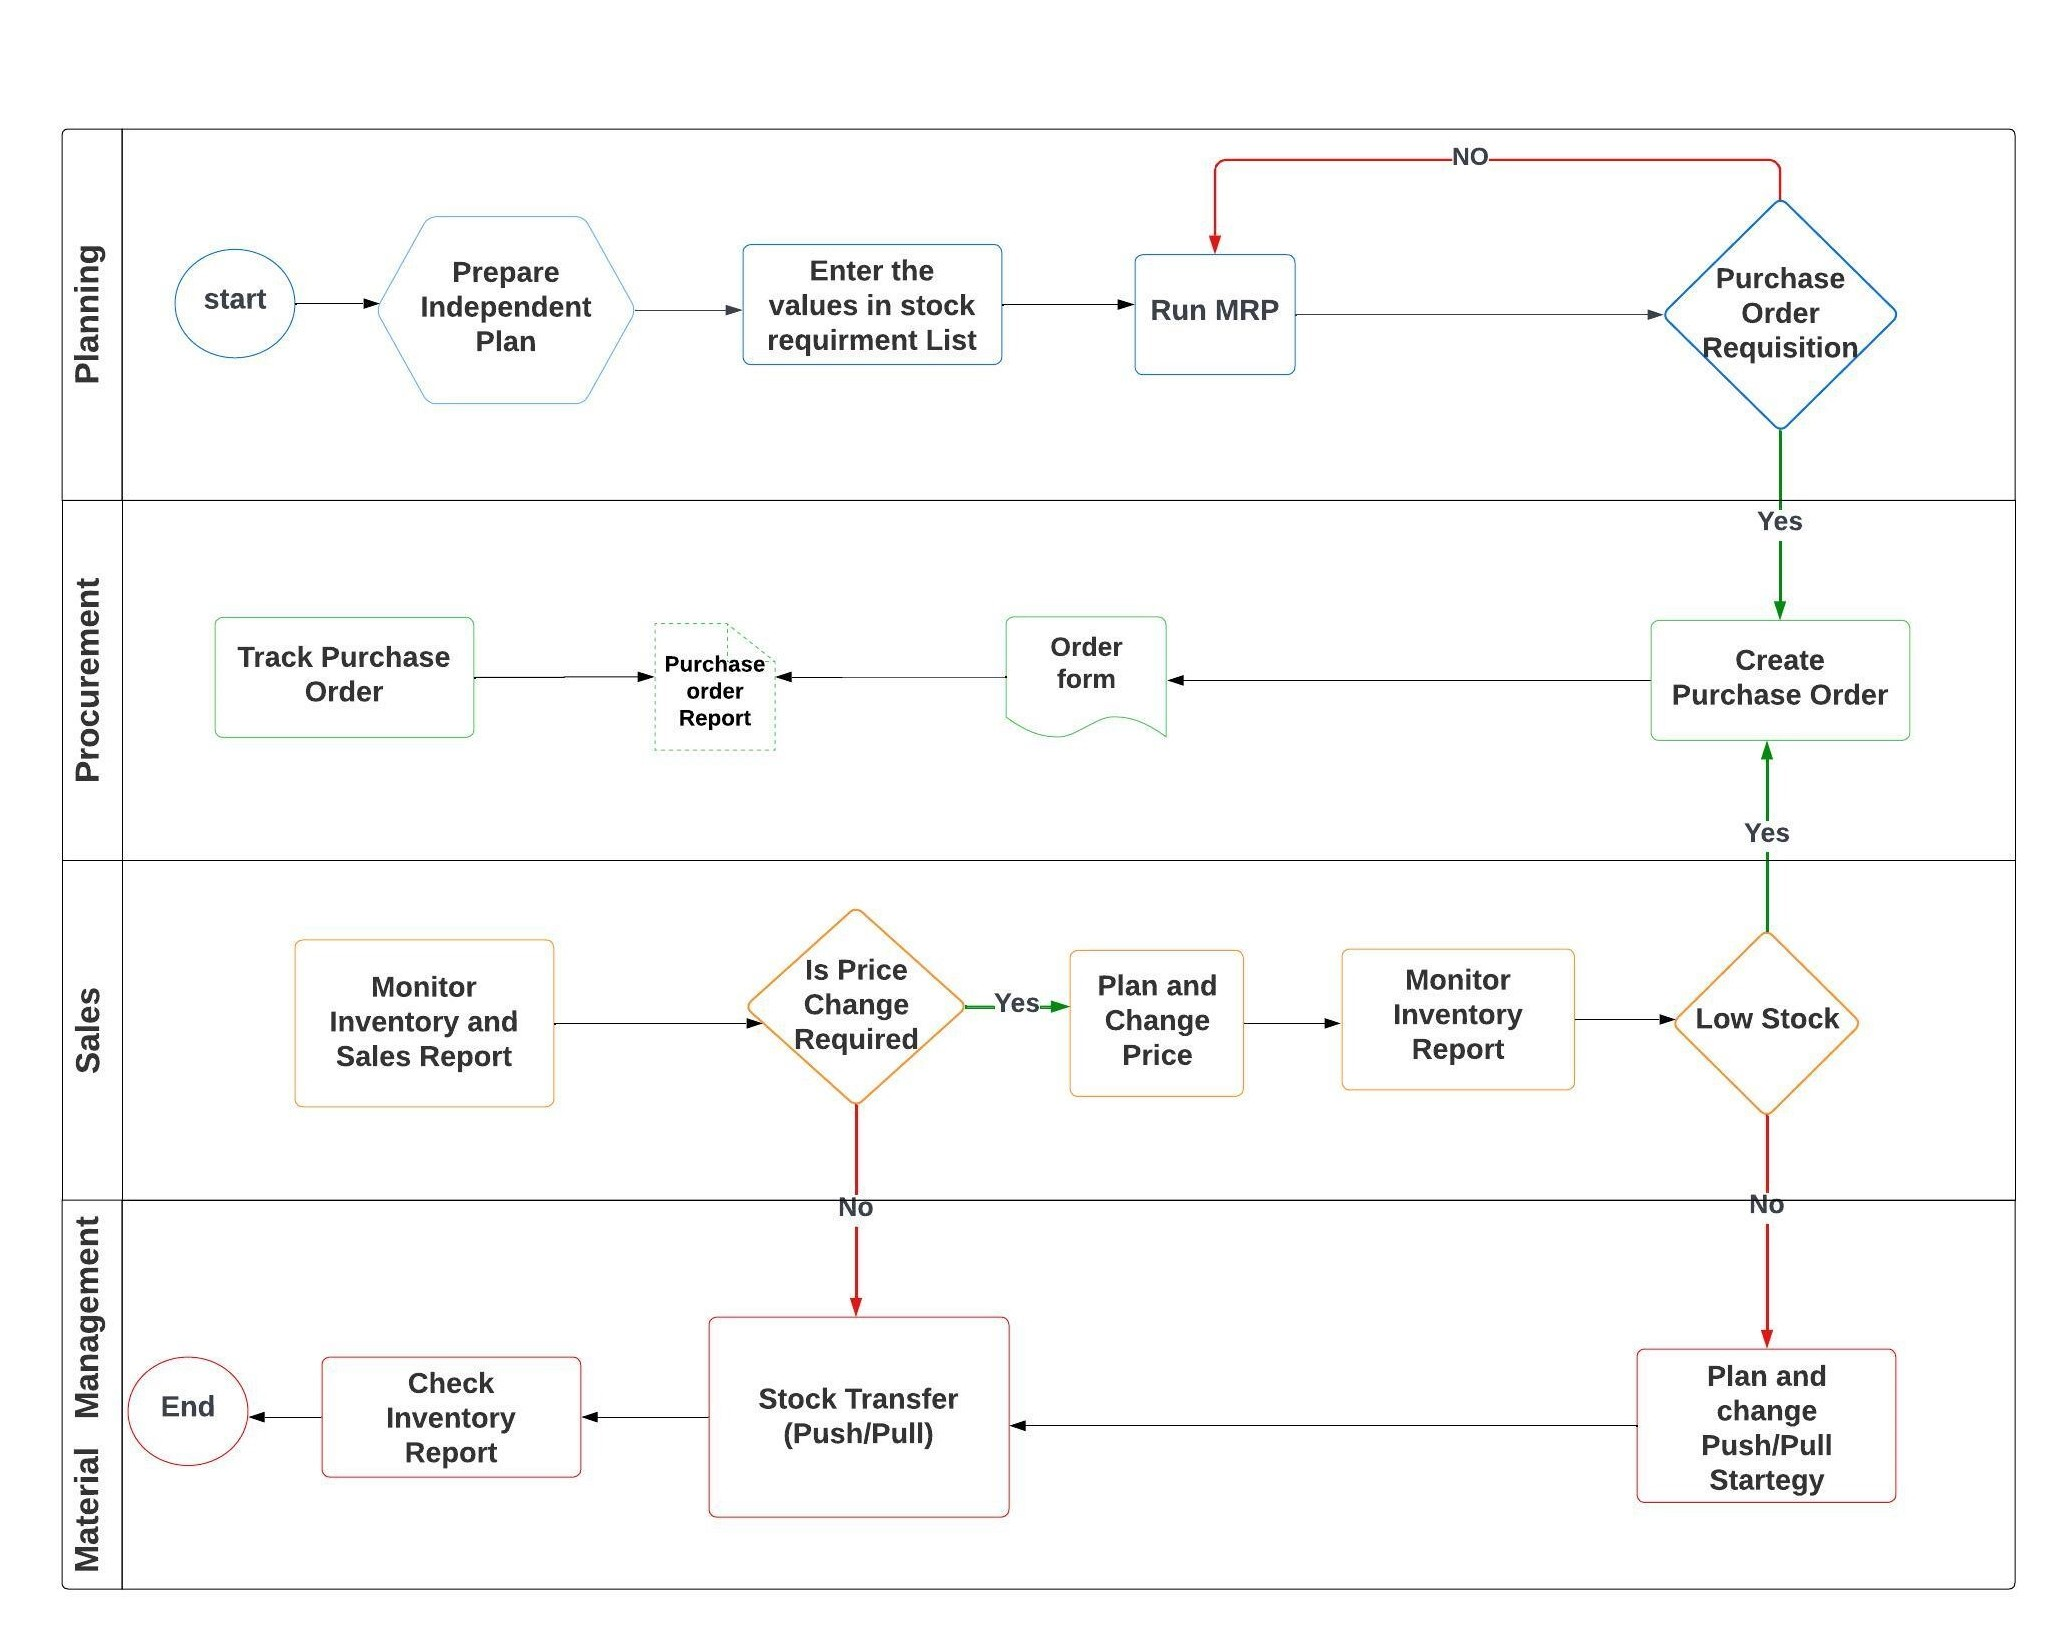 Planning
NO
start
Prepare
Independent
Plan
Enter the
values in stock
requirment List
Run MRP
Purchase
Order
Requisition
Yes
Procurement
Track Purchase
Order
Purchase
order
Report
Order
form
Create
Purchase Order
Yes
Sales
Monitor
Inventory and
Sales Report
Is Price
Change
Required
Yes
Plan and
Change
Price
Monitor
Inventory
Report
Low Stock
No
No
Material Management
End
Check
Inventory
Report
Stock Transfer
(Push/Pull)
Plan and
change
Push/Pull
Startegy